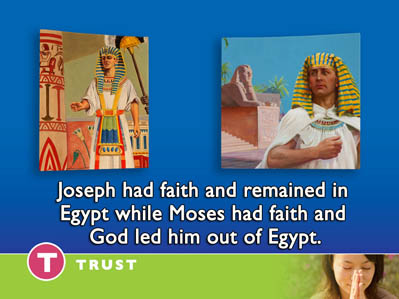 Joseph had faith and remained in
Egypt while Moses had faith and
God led him out of Egypt.
T TRUST